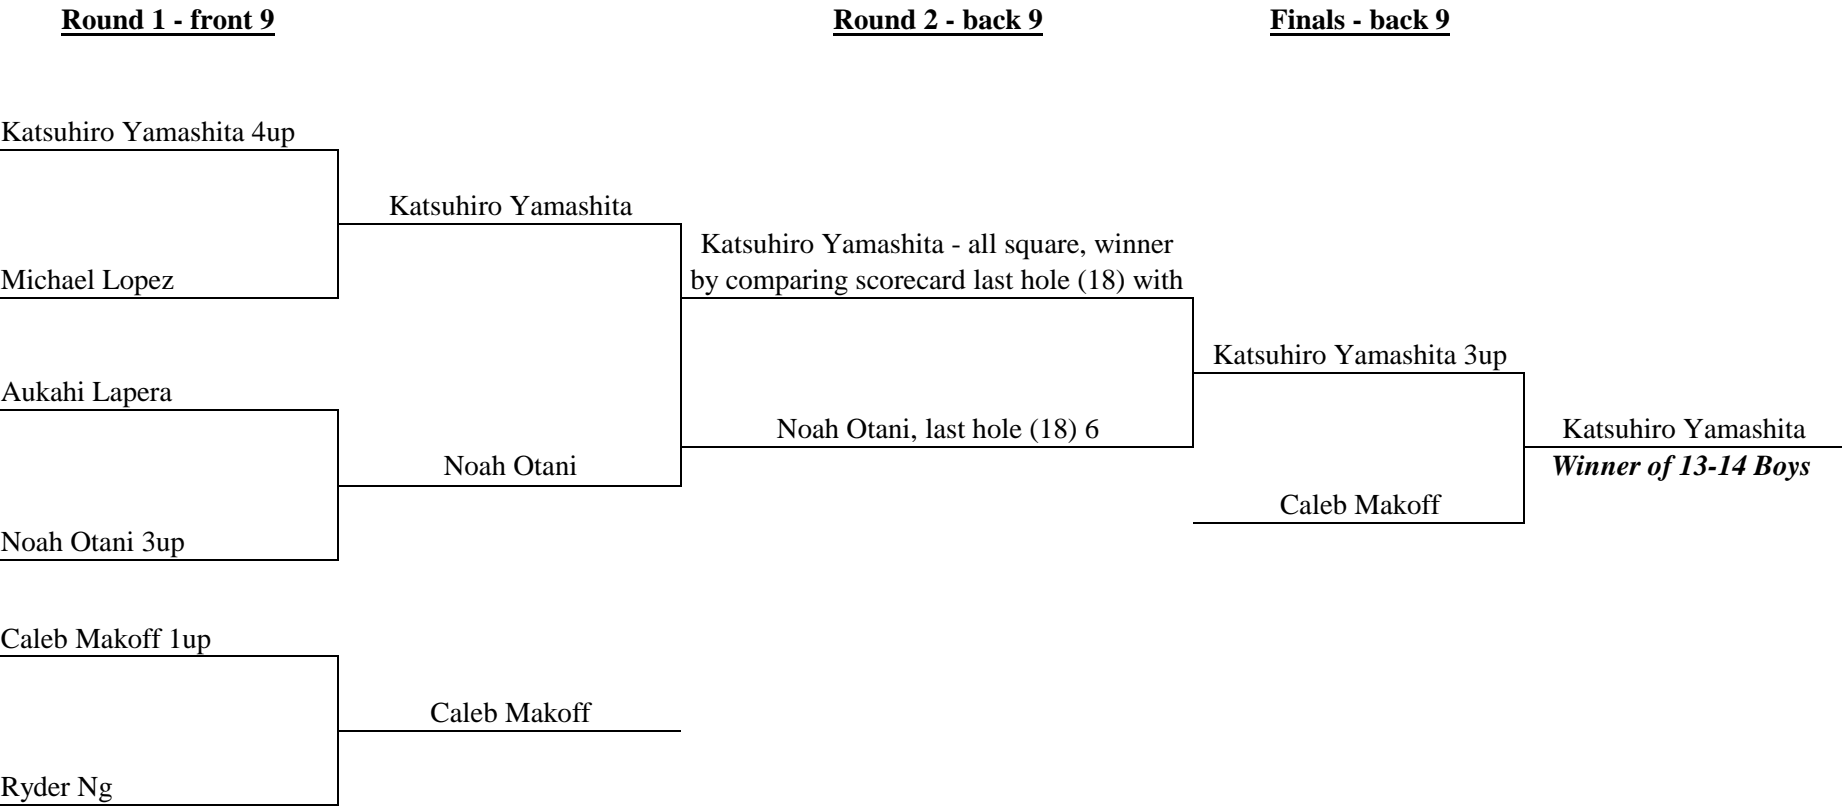 Round 1 - front 9
Round 2 - back 9
Finals - back 9
Katsuhiro Yamashita 4up
Katsuhiro Yamashita
Katsuhiro Yamashita - all square, winner
by comparing scorecard last hole (18) with
Michael Lopez
Katsuhiro Yamashita 3up
Aukahi Lapera
Noah Otani, last hole (18) 6
Katsuhiro Yamashita
Noah Otani
Winner of 13-14 Boys
Caleb Makoff
Noah Otani 3up
Caleb Makoff 1up
Caleb Makoff
Ryder Ng